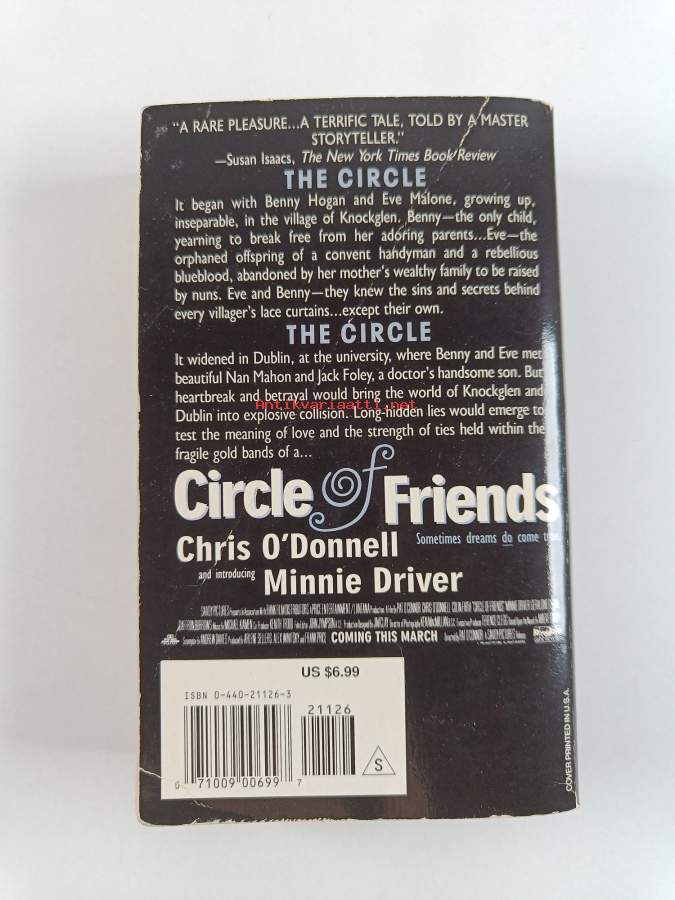 "A RARE PLEASURE...A TERRIFIC TALE, TOLD BY A MASTER
STORYTELLER."
—Susan Isaacs, The New York Times Book Review
THE CIRCLE
It began with Benny Hogan and Eve Malone, growing up,
inseparable, in the village of Knockglen. Benny—the only child,
yearning to break free from her adoring parents...Eve—the
orphaned offspring of a convent handyman and a rebellious
blueblood, abandoned by her mother's wealthy family to be raised
by nuns. Eve and Benny—they knew the sins and secrets behind
every villager's lace curtains...except their own.
THE CIRCLE
It widened in Dublin, at the university, where Benny and Eve met
beautiful Nan Mahon and Jack Foley, a doctor's handsome son. But
heartbreak and betrayal would bring the world of Knockglen and
Antikvariaatti.net
Dublin into explosive collision. Long-hidden lies would emerge to
test the meaning of love and the strength of ties held within the
fragile gold bands of a...
Circle of Friends
Chris O'Donnell
Sometimes dreams do come
and introducing Minnie Driver
COMING THIS MARCH
US $6.99
ISBN 0-440-21126-3
21126
0 71009 00699 7
S
COVER PRINTED IN U.S.A.